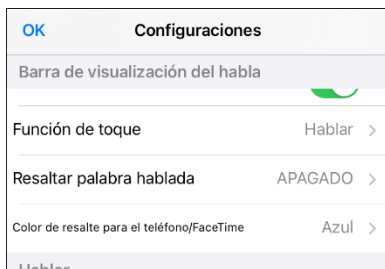 OK Configuraciones
Barra de visualización del habla
Función de toque Hablar >
Resaltar palabra hablada APAGADO >
Color de resalte para el teléfono/FaceTime Azul >
Hablar